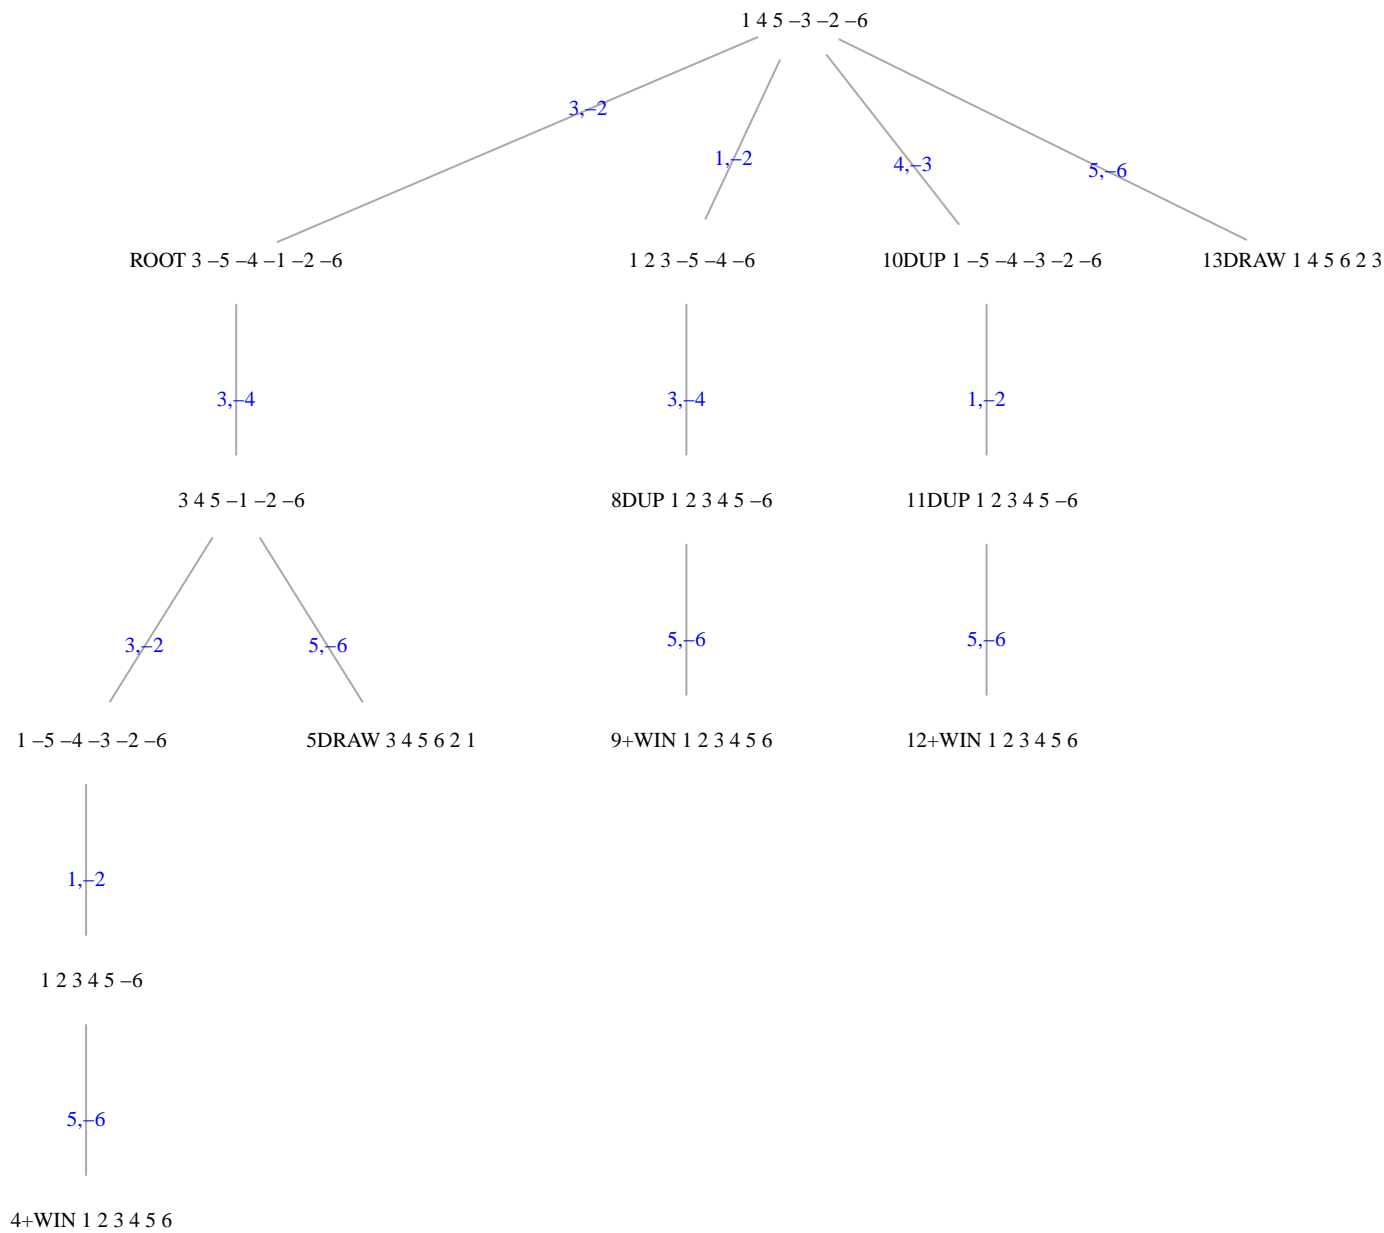 1 4 5 –3 –2 –6
3,–2
1,–2
4,–3
5,–6
ROOT 3 –5 –4 –1 –2 –6
1 2 3 –5 –4 –6
10DUP 1 –5 –4 –3 –2 –6
13DRAW 1 4 5 6 2 3
3,–4
3,–4
1,–2
3 4 5 –1 –2 –6
8DUP 1 2 3 4 5 –6
11DUP 1 2 3 4 5 –6
3,–2
5,–6
5,–6
5,–6
1 –5 –4 –3 –2 –6
5DRAW 3 4 5 6 2 1
9+WIN 1 2 3 4 5 6
12+WIN 1 2 3 4 5 6
1,–2
1 2 3 4 5 –6
5,–6
4+WIN 1 2 3 4 5 6